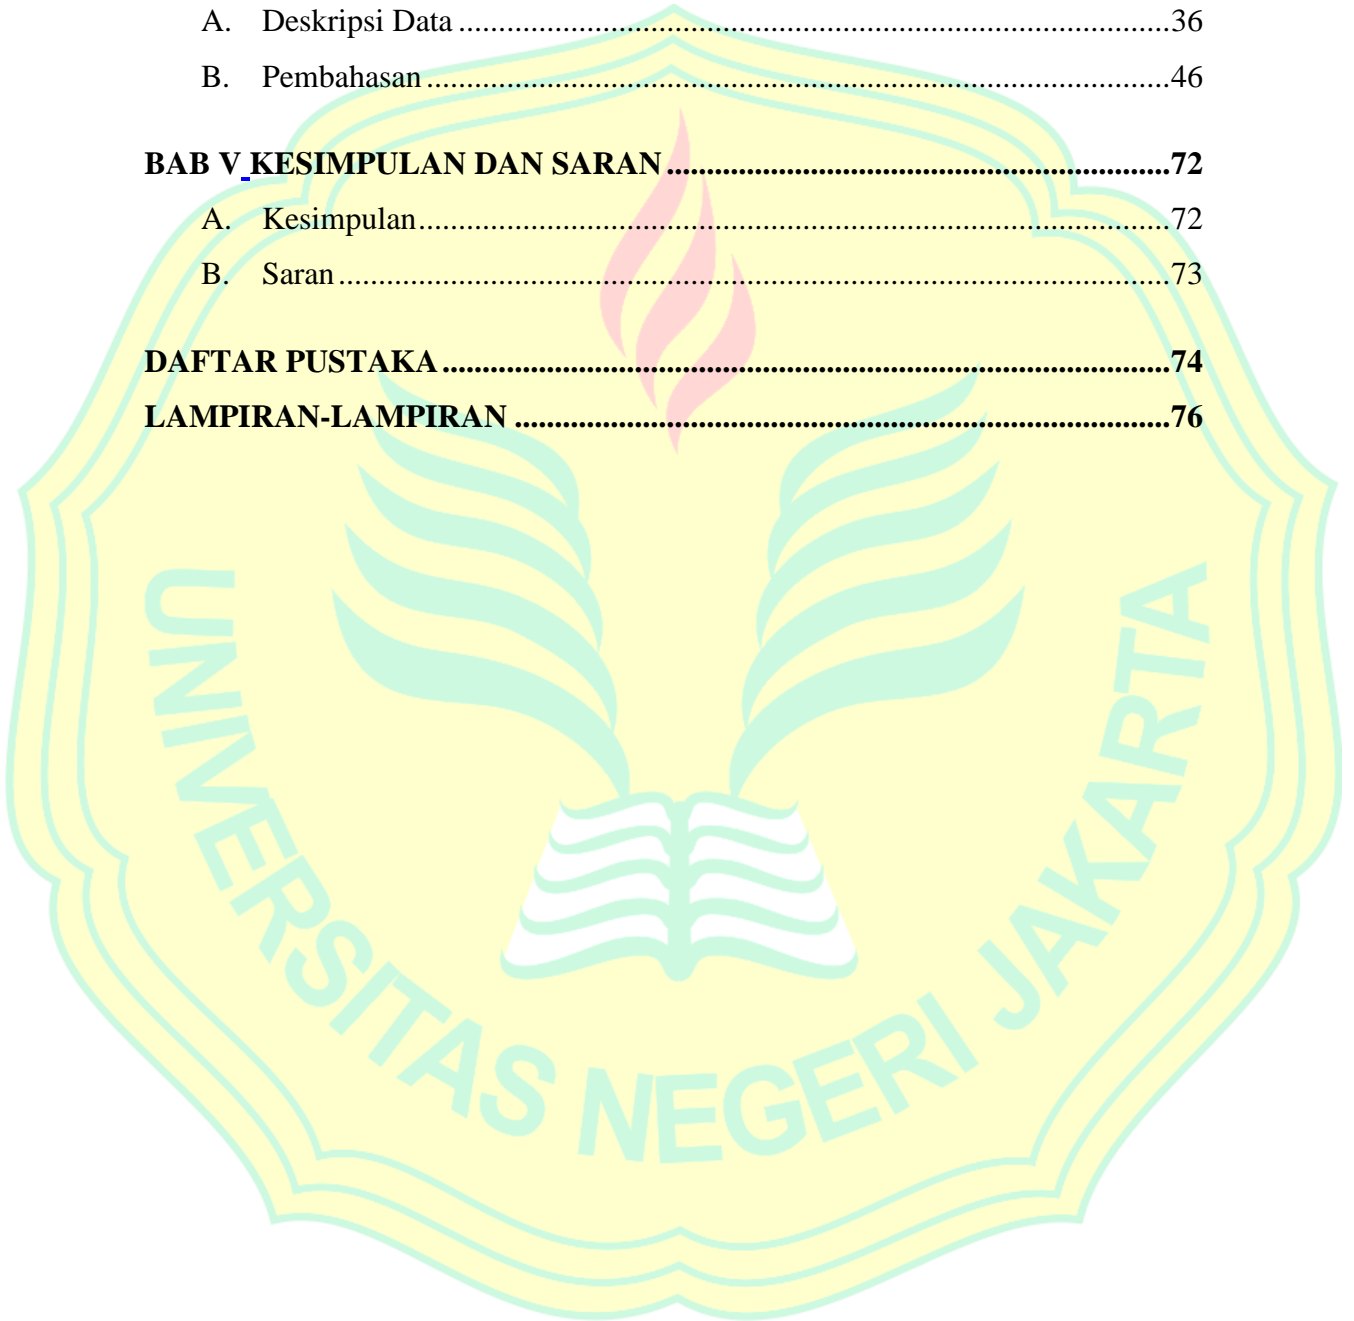 A. Deskripsi Data ........................................................................................36
B. Pembahasan ............................................................................................46
BAB V KESIMPULAN DAN SARAN ..............................................................72
A. Kesimpulan.............................................................................................72
B. Saran .......................................................................................................73
DAFTAR PUSTAKA ..........................................................................................74
LAMPIRAN-LAMPIRAN .................................................................................76
UNIVERSITAS NEGERI JAKARTA